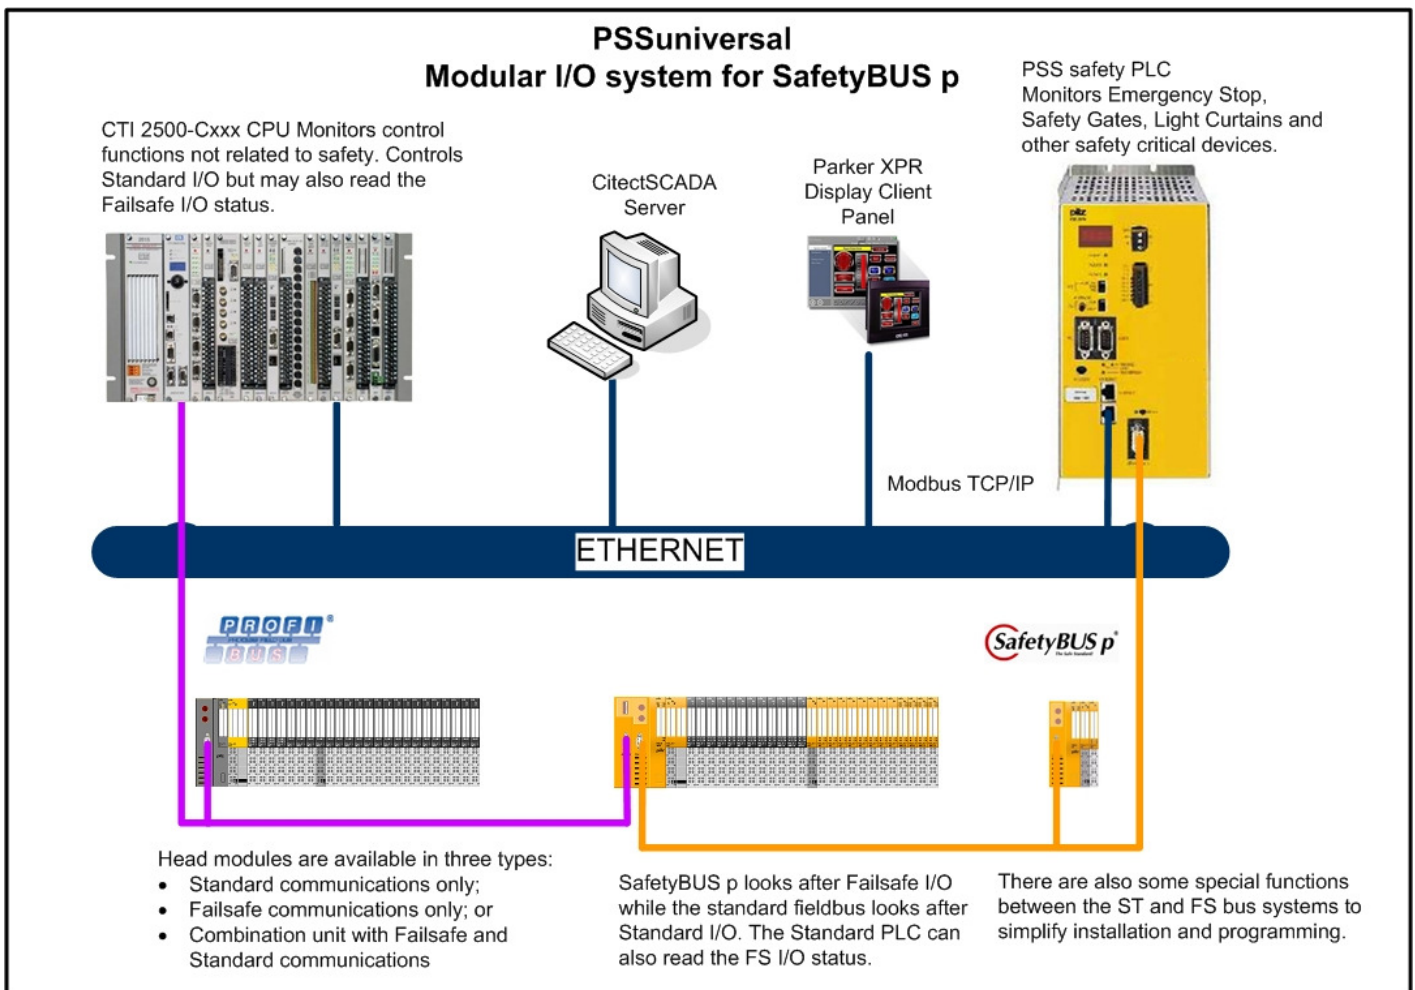 PSSuniversal
Modular I/O system for SafetyBUS p
PSS safety PLC
Monitors Emergency Stop,
Safety Gates, Light Curtains and
other safety critical devices.
CTI 2500-Cxxx CPU Monitors control
functions not related to safety. Controls
Standard I/O but may also read the
Failsafe I/O status.
CitectSCADA
Server
Parker XPR
Display Client
Panel
pilz
Modbus TCP/IP
ETHERNET
PROFI
BUS
®
SafetyBUS p®
The Safe Standard
Head modules are available in three types:
• Standard communications only;
• Failsafe communications only; or
• Combination unit with Failsafe and
Standard communications
SafetyBUS p looks after Failsafe I/O
while the standard fieldbus looks after
Standard I/O. The Standard PLC can
also read the FS I/O status.
There are also some special functions
between the ST and FS bus systems to
simplify installation and programming.